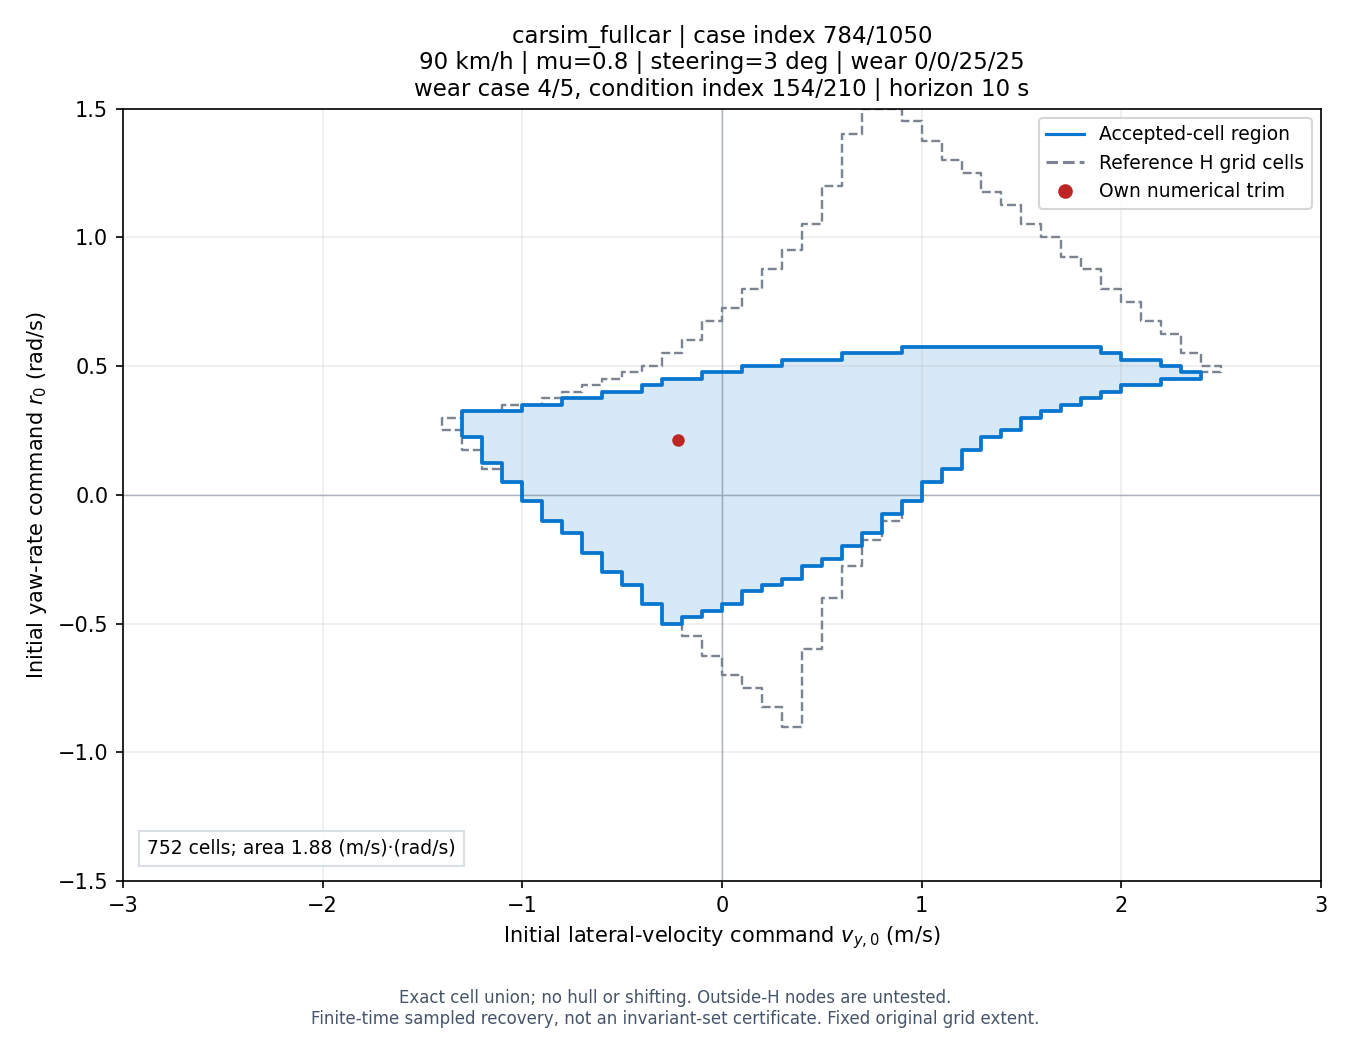 carsim_fullcar | case index 784/1050
90 km/h | mu=0.8 | steering=3 deg | wear 0/0/25/25
wear case 4/5, condition index 154/210 | horizon 10 s
Accepted-cell region
Reference H grid cells
Own numerical trim
1.5
1.0
0.5
0.0
−0.5
−1.0
−1.5
Initial yaw-rate command r₀ (rad/s)
752 cells; area 1.88 (m/s)·(rad/s)
−3 −2 −1 0 1 2 3
Initial lateral-velocity command v_{y,0} (m/s)
Exact cell union; no hull or shifting. Outside-H nodes are untested.
Finite-time sampled recovery, not an invariant-set certificate. Fixed original grid extent.